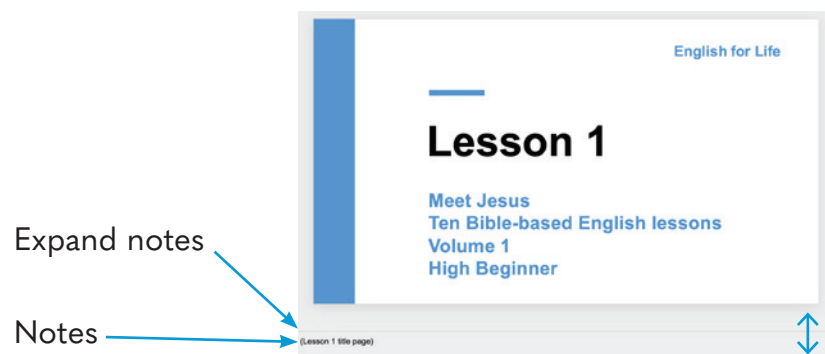 English for Life
Lesson 1
Meet Jesus
Ten Bible-based English lessons
Volume 1
High Beginner
Expand notes
Notes
(Lesson 1 title page)